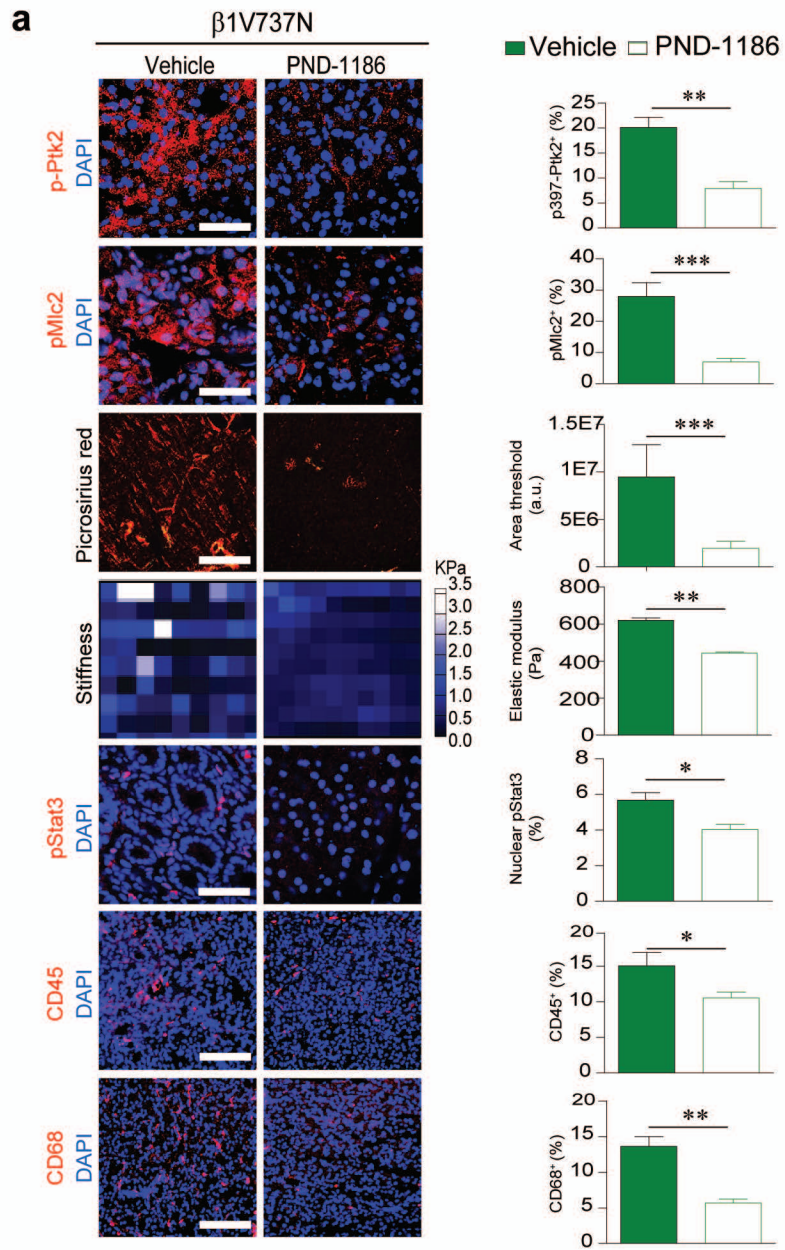 a
β1V737N
Vehicle PND-1186
Vehicle PND-1186
p-Ptk2
DAPI
25
20
15
10
5
0
p397-Ptk2⁺ (%)
**
pMlc2
DAPI
40
30
20
10
0
pMlc2⁺ (%)
***
Picrosirius red
1.5E7
1E7
5E6
0
Area threshold
(a.u.)
***
Stiffness
KPa
3.5
3.0
2.5
2.0
1.5
1.0
0.5
0.0
800
600
400
200
0
Elastic modulus
(Pa)
**
pStat3
DAPI
8
6
4
2
0
Nuclear pStat3
(%)
*
CD45
DAPI
20
15
10
5
0
CD45⁺ (%)
*
CD68
DAPI
20
15
10
5
0
CD68⁺ (%)
**